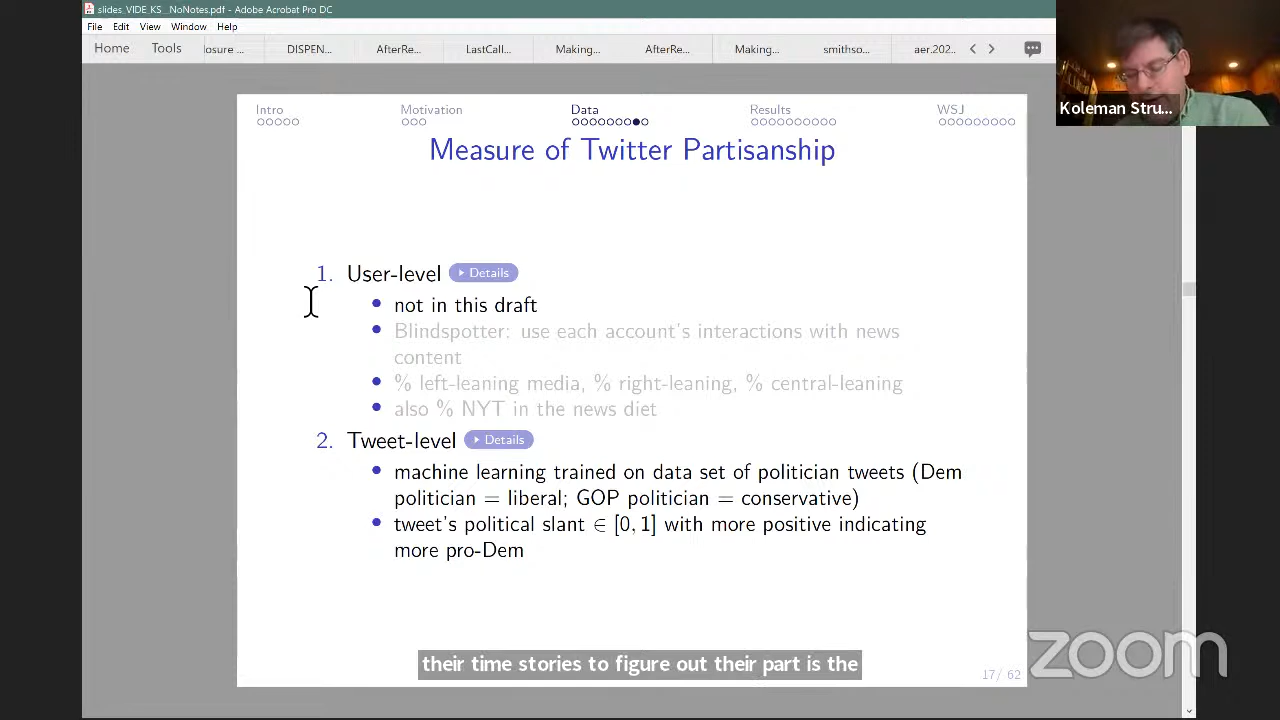 slides_VIDE_KS_NoNotes.pdf - Adobe Acrobat Pro DC
File Edit View Window Help
Home Tools osure ... DISPEN... AfterRe... LastCall... Making... AfterRe... Making... smithso... aer.202...
Koleman Stru...
Intro Motivation Data Results WSJ
Measure of Twitter Partisanship
1. User-level Details
• not in this draft
• Blindspotter: use each account's interactions with news
content
• % left-leaning media, % right-leaning, % central-leaning
• also % NYT in the news diet
2. Tweet-level Details
• machine learning trained on data set of politician tweets (Dem
politician = liberal; GOP politician = conservative)
• tweet's political slant ∈ [0, 1] with more positive indicating
more pro-Dem
their time stories to figure out their part is the
17/ 62
zoom